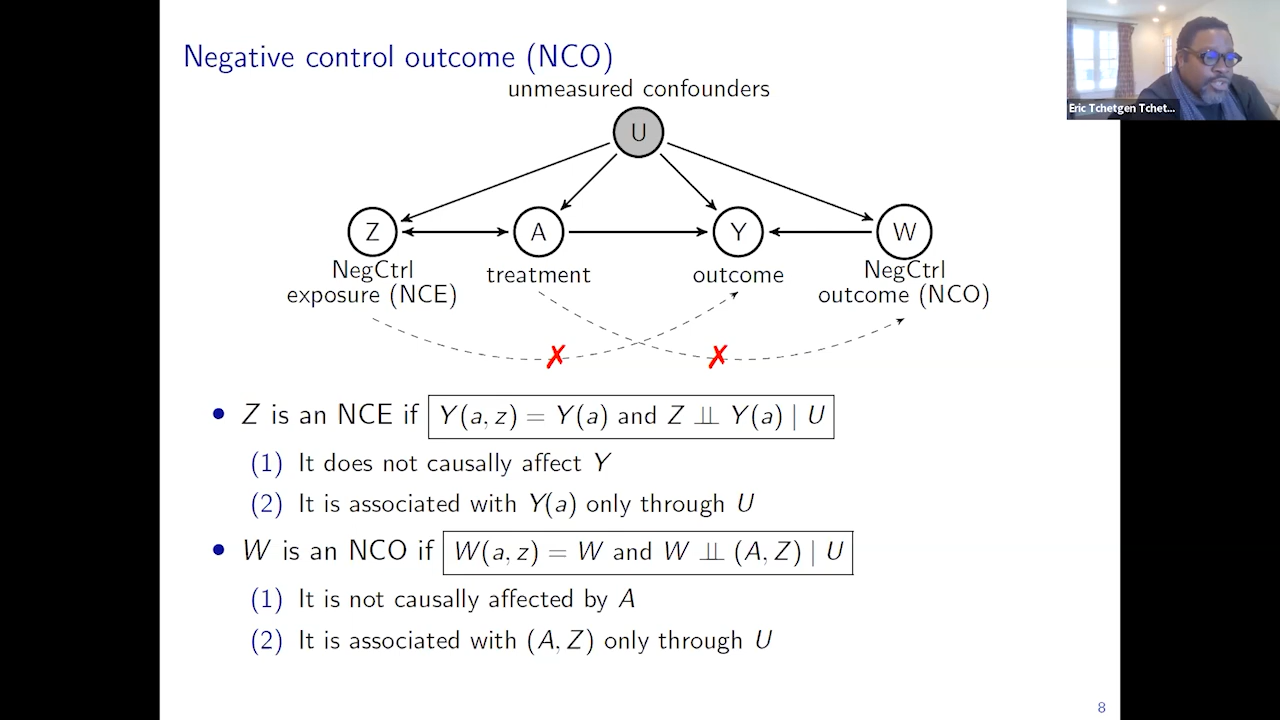 Negative control outcome (NCO)
unmeasured confounders
U
Z
A
Y
W
NegCtrl
exposure (NCE)
treatment
outcome
NegCtrl
outcome (NCO)
✗
✗
• Z is an NCE if Y(a, z) = Y(a) and Z ⊥⊥ Y(a) | U
(1) It does not causally affect Y
(2) It is associated with Y(a) only through U
• W is an NCO if W(a, z) = W and W ⊥⊥ (A, Z) | U
(1) It is not causally affected by A
(2) It is associated with (A, Z) only through U
8
Eric Tchetgen Tchet...